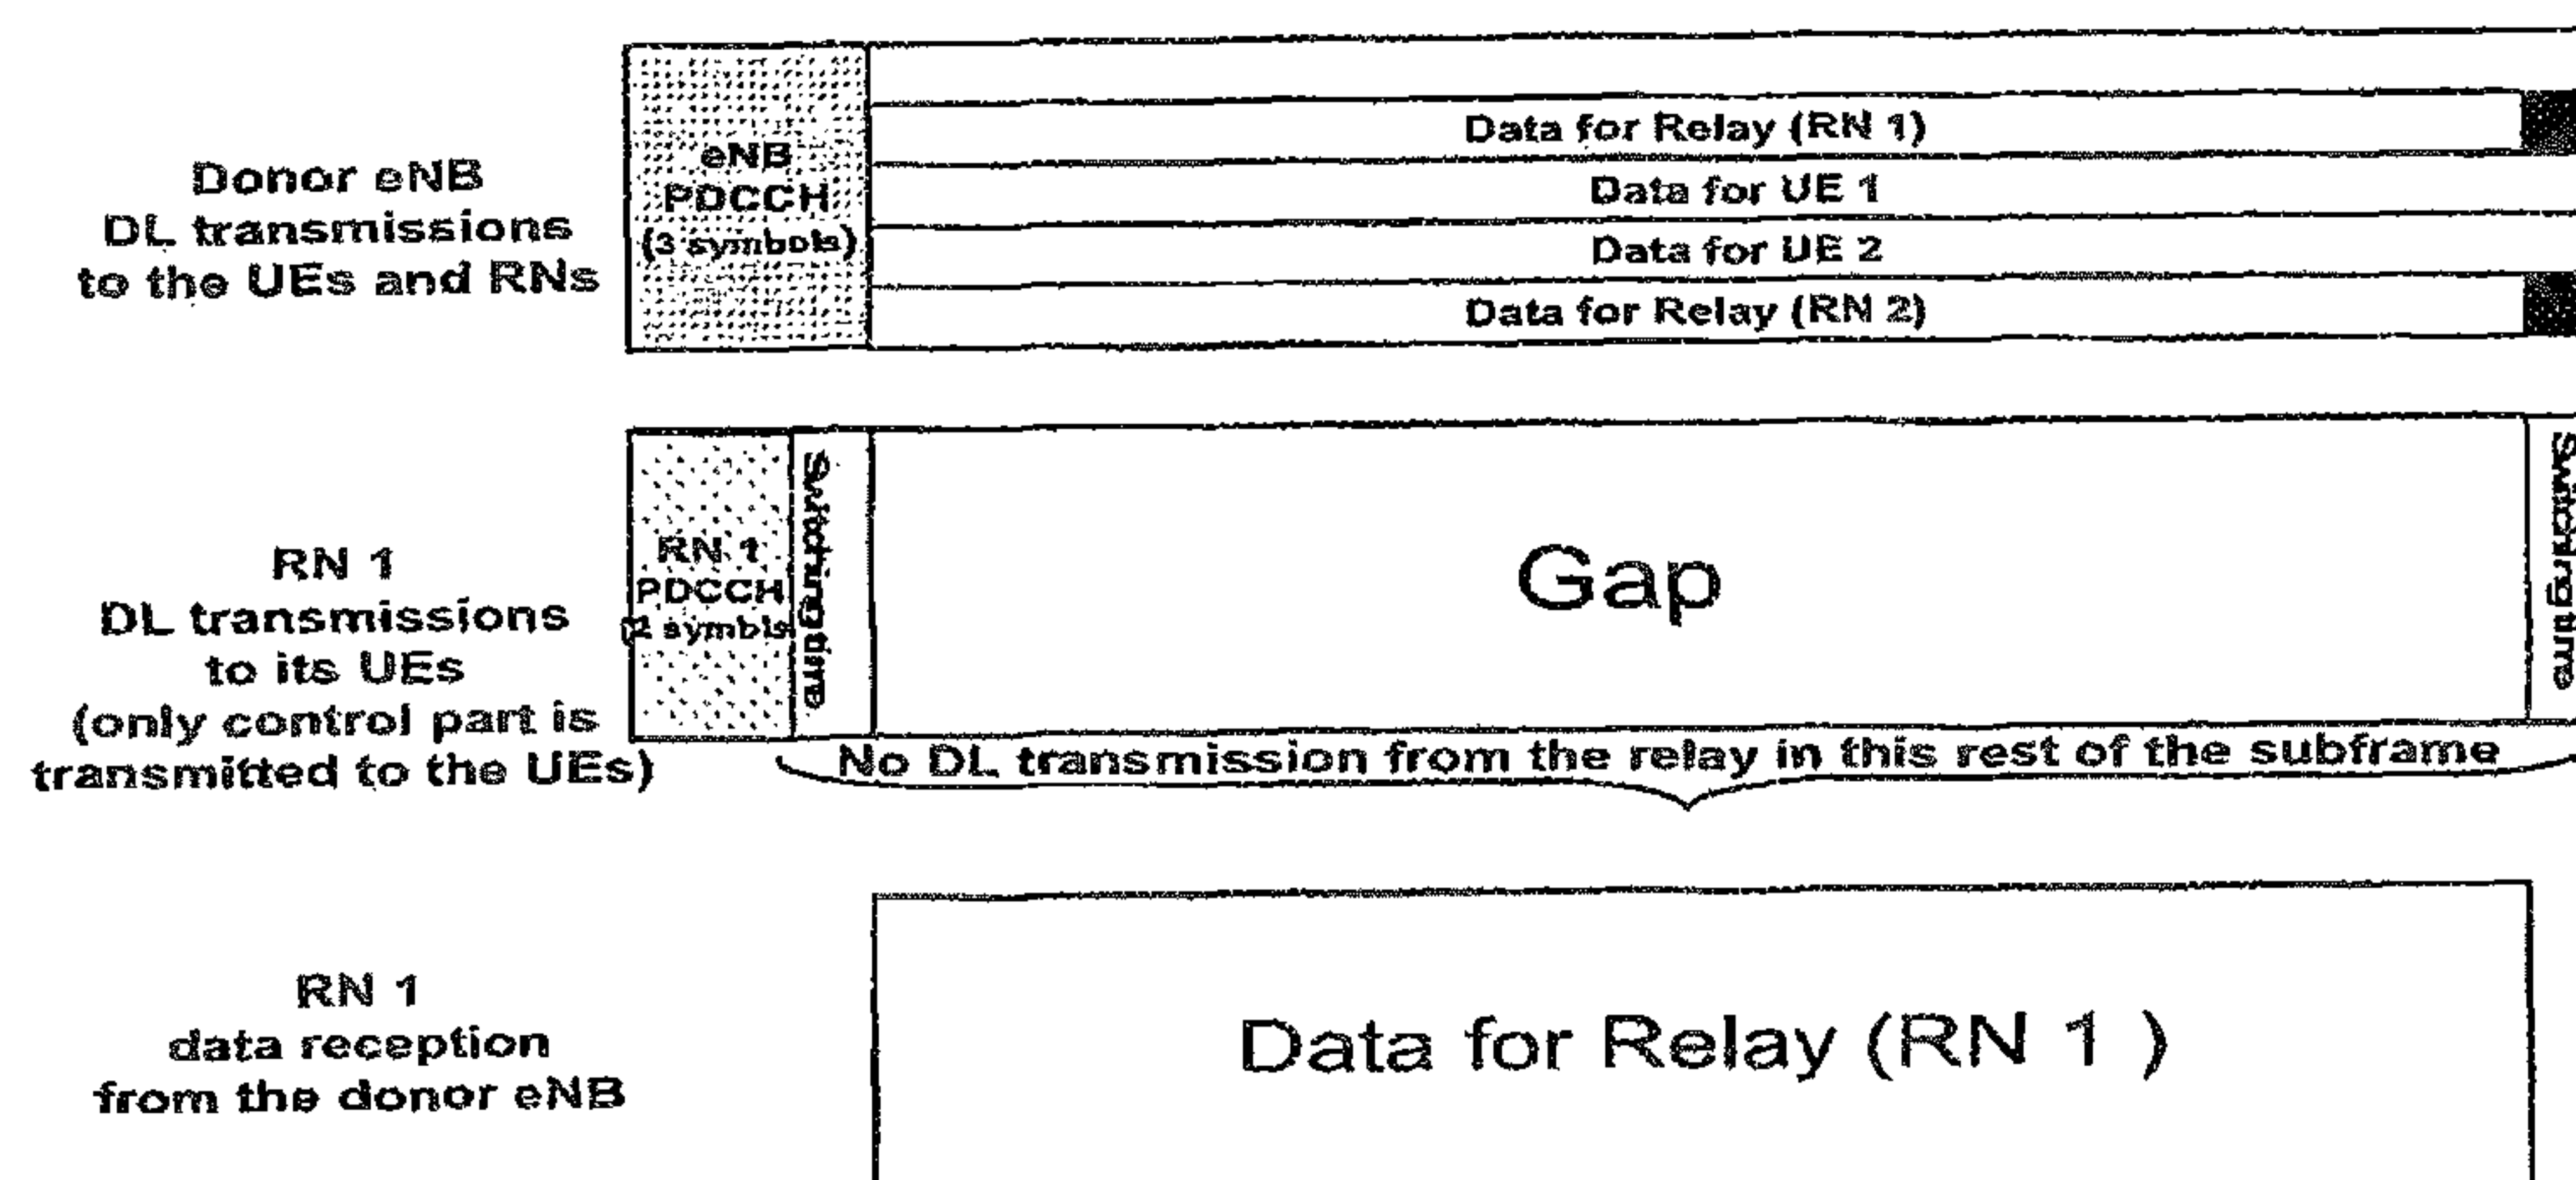 Donor eNB
DL transmissions
to the UEs and RNs
eNB
PDCCH
(3 symbols)
Data for Relay (RN 1)
Data for UE 1
Data for UE 2
Data for Relay (RN 2)
RN 1
DL transmissions
to its UEs
(only control part is
transmitted to the UEs)
RN 1
PDCCH
symbls
Switching time
Gap
Switching time
No DL transmission from the relay in this rest of the subframe
RN 1
data reception
from the donor eNB
Data for Relay (RN 1 )